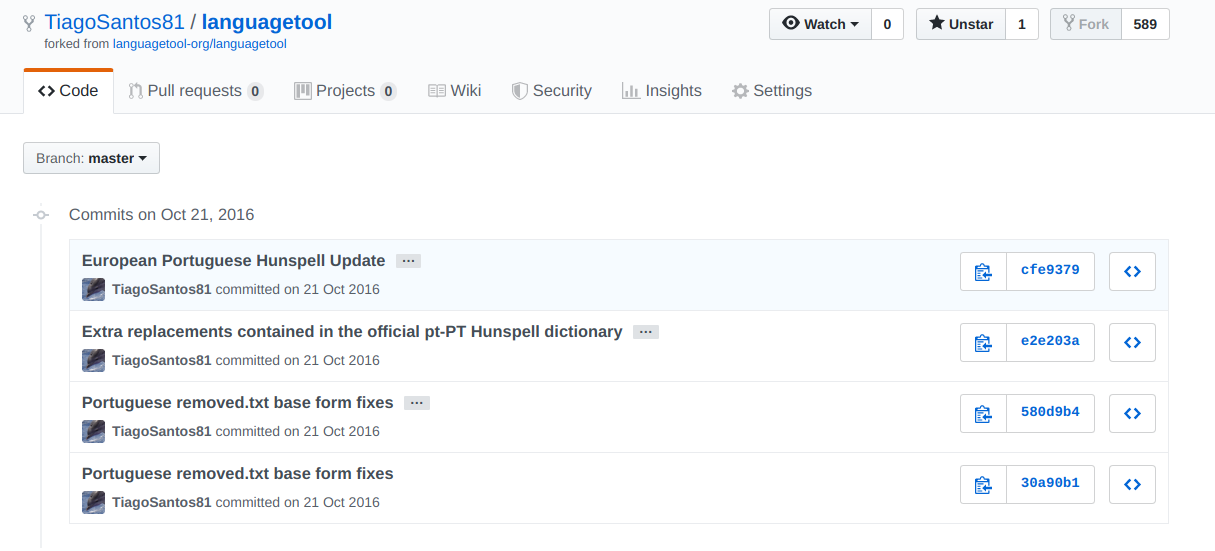 TiagoSantos81 / languagetool
Watch 0 Unstar 1 Fork 589
forked from languagetool-org/languagetool
Code Pull requests 0 Projects 0 Wiki Security Insights Settings
Branch: master
Commits on Oct 21, 2016
European Portuguese Hunspell Update ...
cfe9379
TiagoSantos81 committed on 21 Oct 2016
Extra replacements contained in the official pt-PT Hunspell dictionary ...
e2e203a
TiagoSantos81 committed on 21 Oct 2016
Portuguese removed.txt base form fixes ...
580d9b4
TiagoSantos81 committed on 21 Oct 2016
Portuguese removed.txt base form fixes
30a90b1
TiagoSantos81 committed on 21 Oct 2016